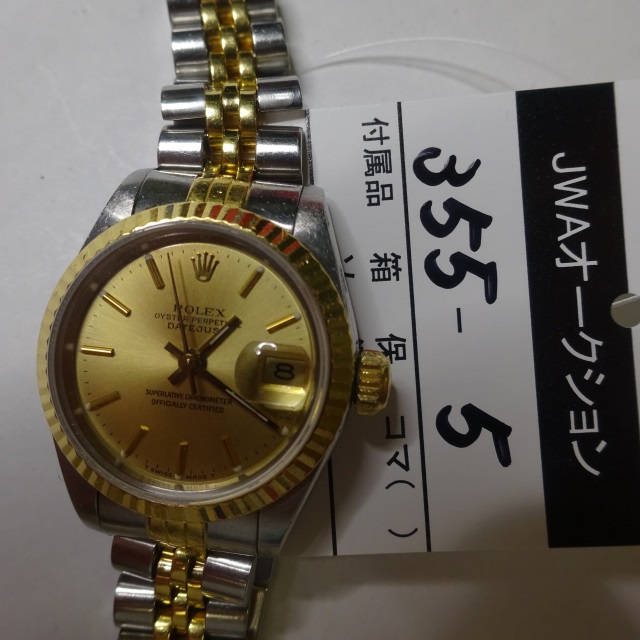 ROLEX
OYSTER PERPETUAL
DATEJUST
SUPERLATIVE CHRONOMETER
OFFICIALLY CERTIFIED
JWAオークション
355-5
付属品 箱 保 コマ( )